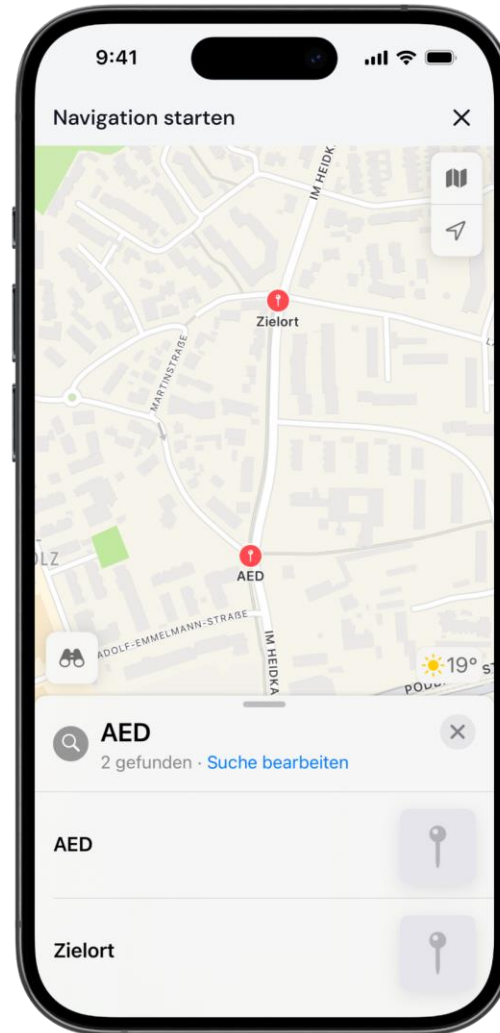 9:41
Navigation starten
IM HEIDK
Zielort
MARTINSTRAßE
LZ
AED
ADOLF-EMMELMANN-STRAßE
IM HEIDKA
19°
AED
2 gefunden · Suche bearbeiten
AED
Zielort